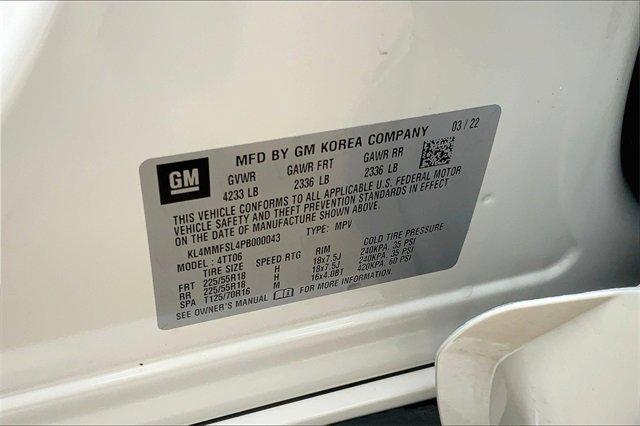 GM
MFD BY GM KOREA COMPANY 03/22
GVWR GAWR FRT GAWR RR
4233 LB 2336 LB 2336 LB
THIS VEHICLE CONFORMS TO ALL APPLICABLE U.S. FEDERAL MOTOR
VEHICLE SAFETY AND THEFT PREVENTION STANDARDS IN EFFECT
ON THE DATE OF MANUFACTURE SHOWN ABOVE.
KL4MMFSL4PB000043 TYPE: MPV
MODEL: 4TT06
TIRE SIZE SPEED RTG RIM COLD TIRE PRESSURE
FRT 225/55R18 H 18x7.5J 240KPA. 35 PSI
RR 225/55R18 H 18x7.5J 240KPA. 35 PSI
SPA T125/70R16 M 16x4.0BT 420KPA. 60 PSI
SEE OWNER'S MANUAL FOR MORE INFORMATION.